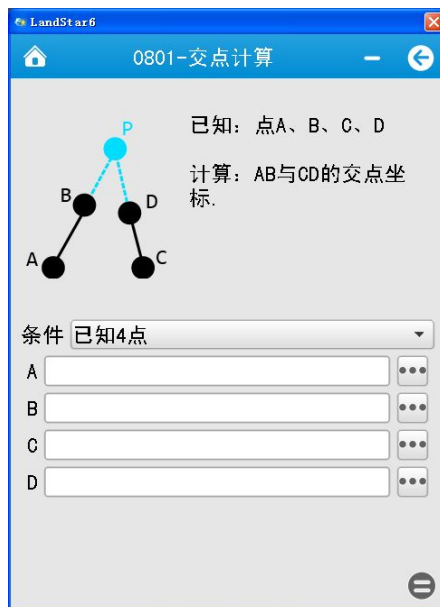 LandStar6
0801-交点计算
P
已知：点A、B、C、D
计算：AB与CD的交点坐
标.
B
D
A
C
条件 已知4点
A
B
C
D